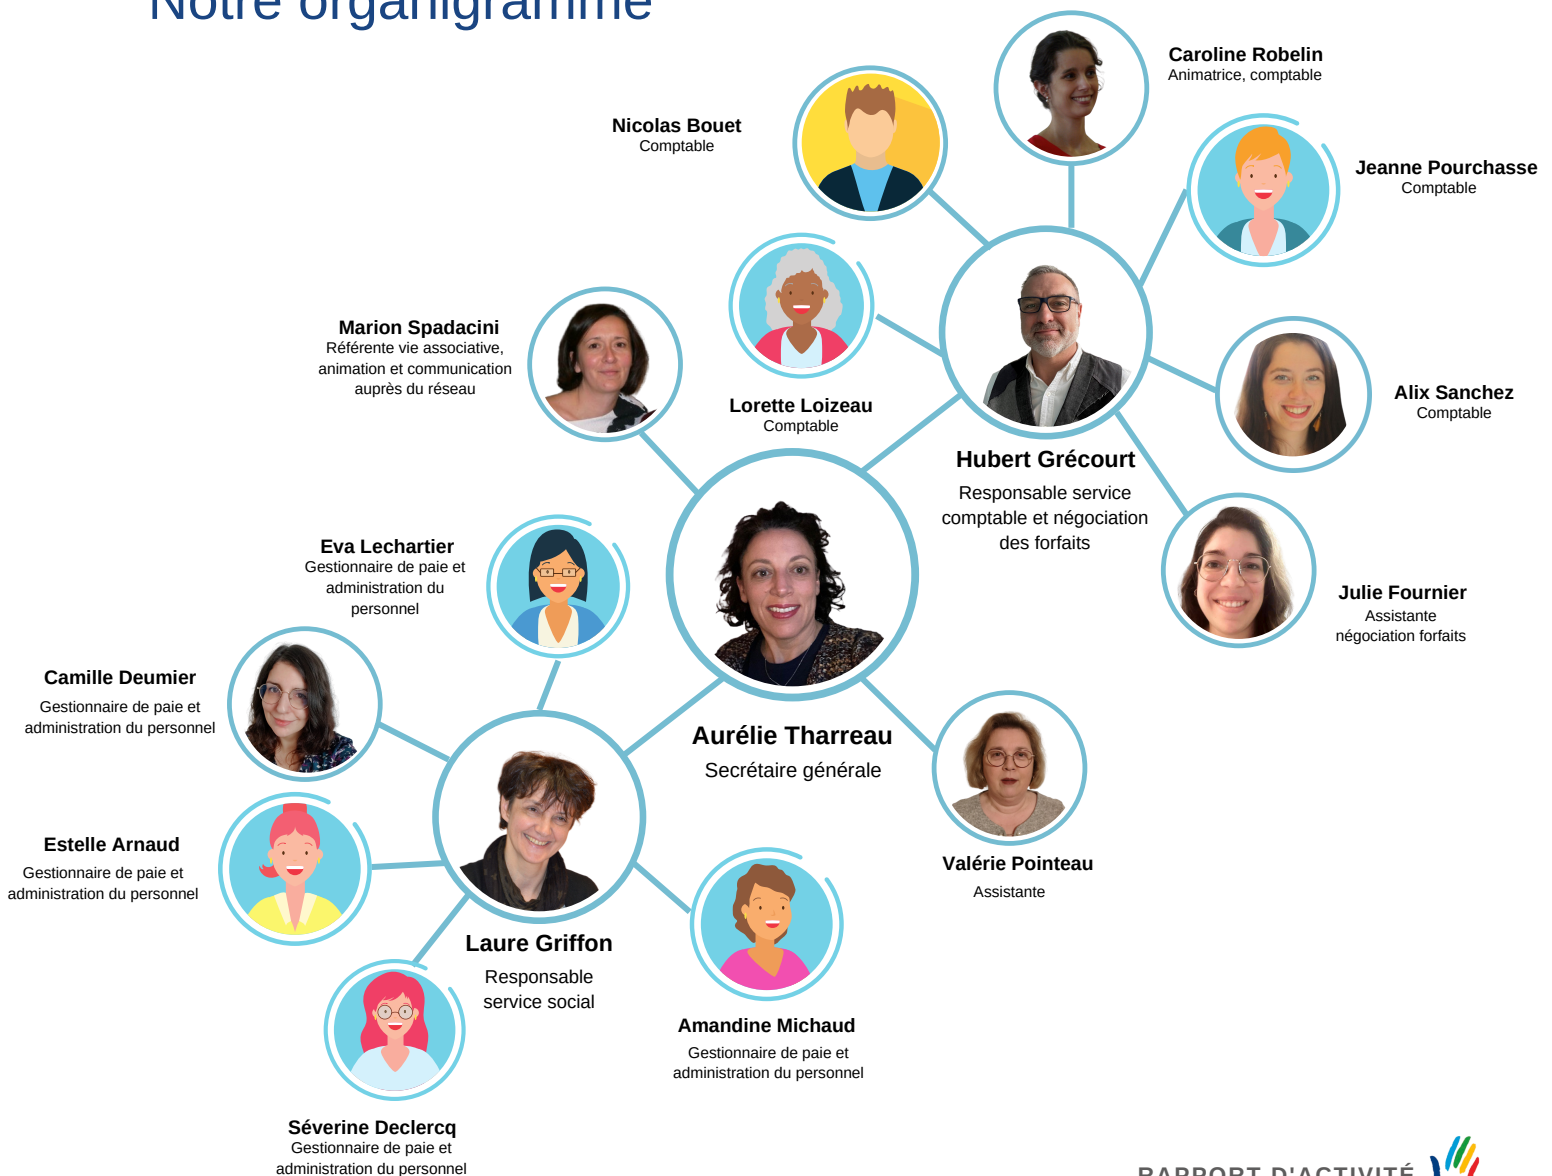 Notre organigramme
Caroline Robelin
Animatrice, comptable
Nicolas Bouet
Comptable
Jeanne Pourchasse
Comptable
Marion Spadacini
Référente vie associative,
animation et communication
auprès du réseau
Lorette Loizeau
Comptable
Alix Sanchez
Comptable
Hubert Grécourt
Responsable service
comptable et négociation
des forfaits
Eva Lechartier
Gestionnaire de paie et
administration du
personnel
Julie Fournier
Assistante
négociation forfaits
Camille Deumier
Gestionnaire de paie et
administration du personnel
Aurélie Tharreau
Secrétaire générale
Estelle Arnaud
Gestionnaire de paie et
administration du personnel
Valérie Pointeau
Assistante
Laure Griffon
Responsable
service social
Amandine Michaud
Gestionnaire de paie et
administration du personnel
Séverine Declercq
Gestionnaire de paie et
administration du personnel
RAPPORT D'ACTIVITÉ